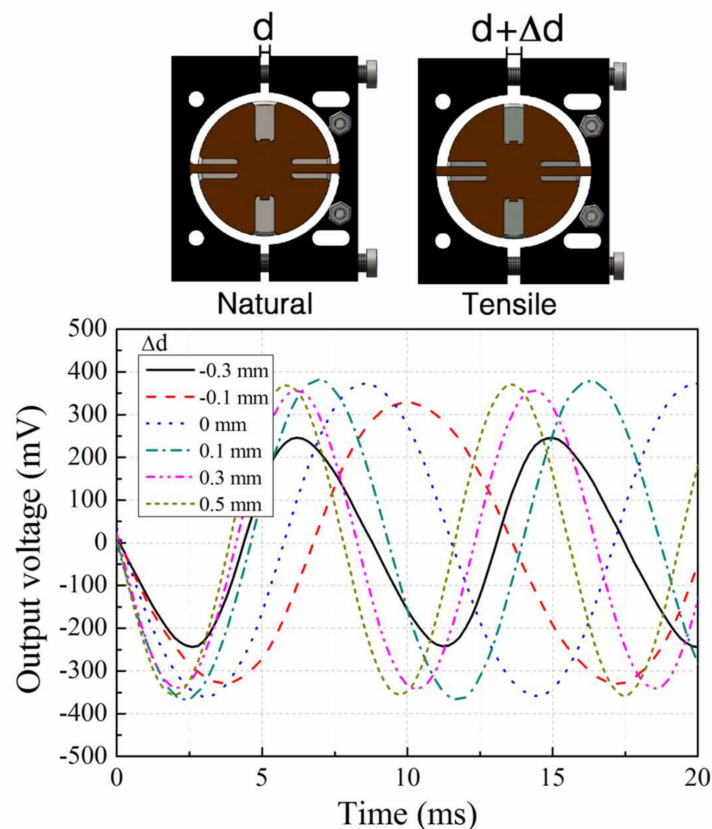 d
d+Δd
Natural
Tensile
500
400
300
200
100
0
-100
-200
-300
-400
-500
Output voltage (mV)
Δd
-0.3 mm
-0.1 mm
0 mm
0.1 mm
0.3 mm
0.5 mm
0
5
10
15
20
Time (ms)